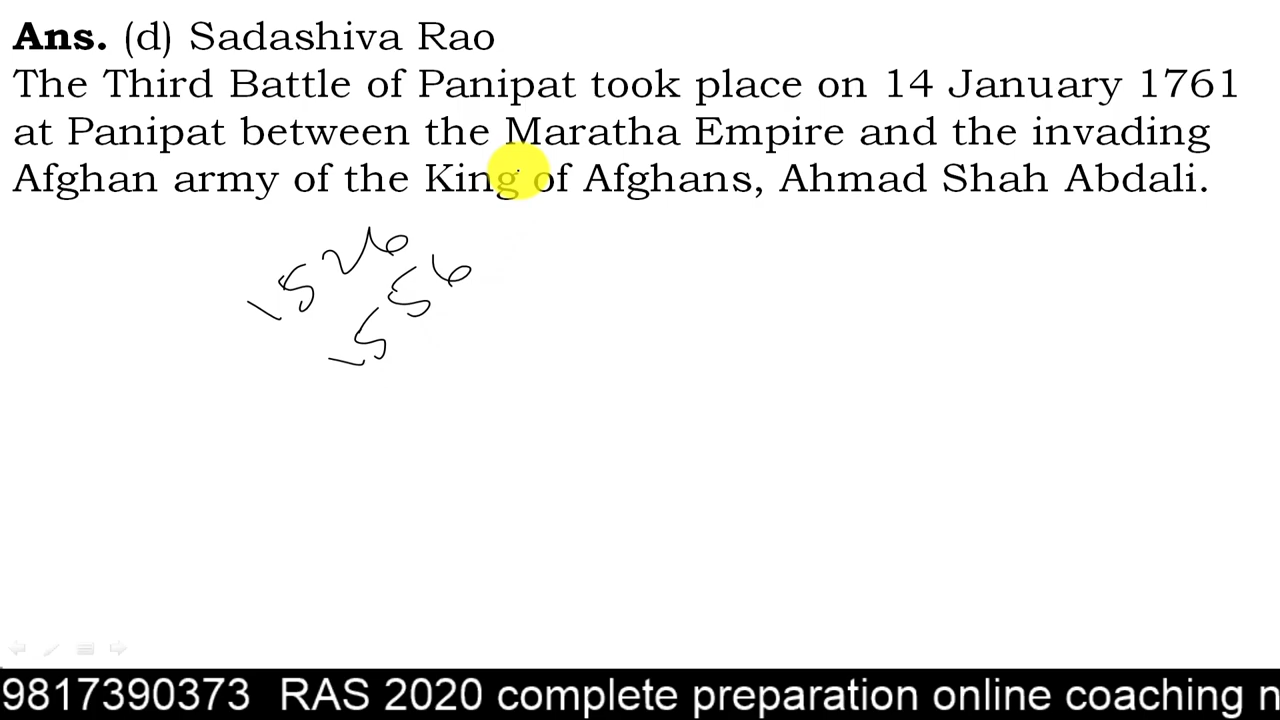 Ans. (d) Sadashiva Rao
The Third Battle of Panipat took place on 14 January 1761
at Panipat between the Maratha Empire and the invading
Afghan army of the King of Afghans, Ahmad Shah Abdali.
1526
1556
9817390373 RAS 2020 complete preparation online coaching n